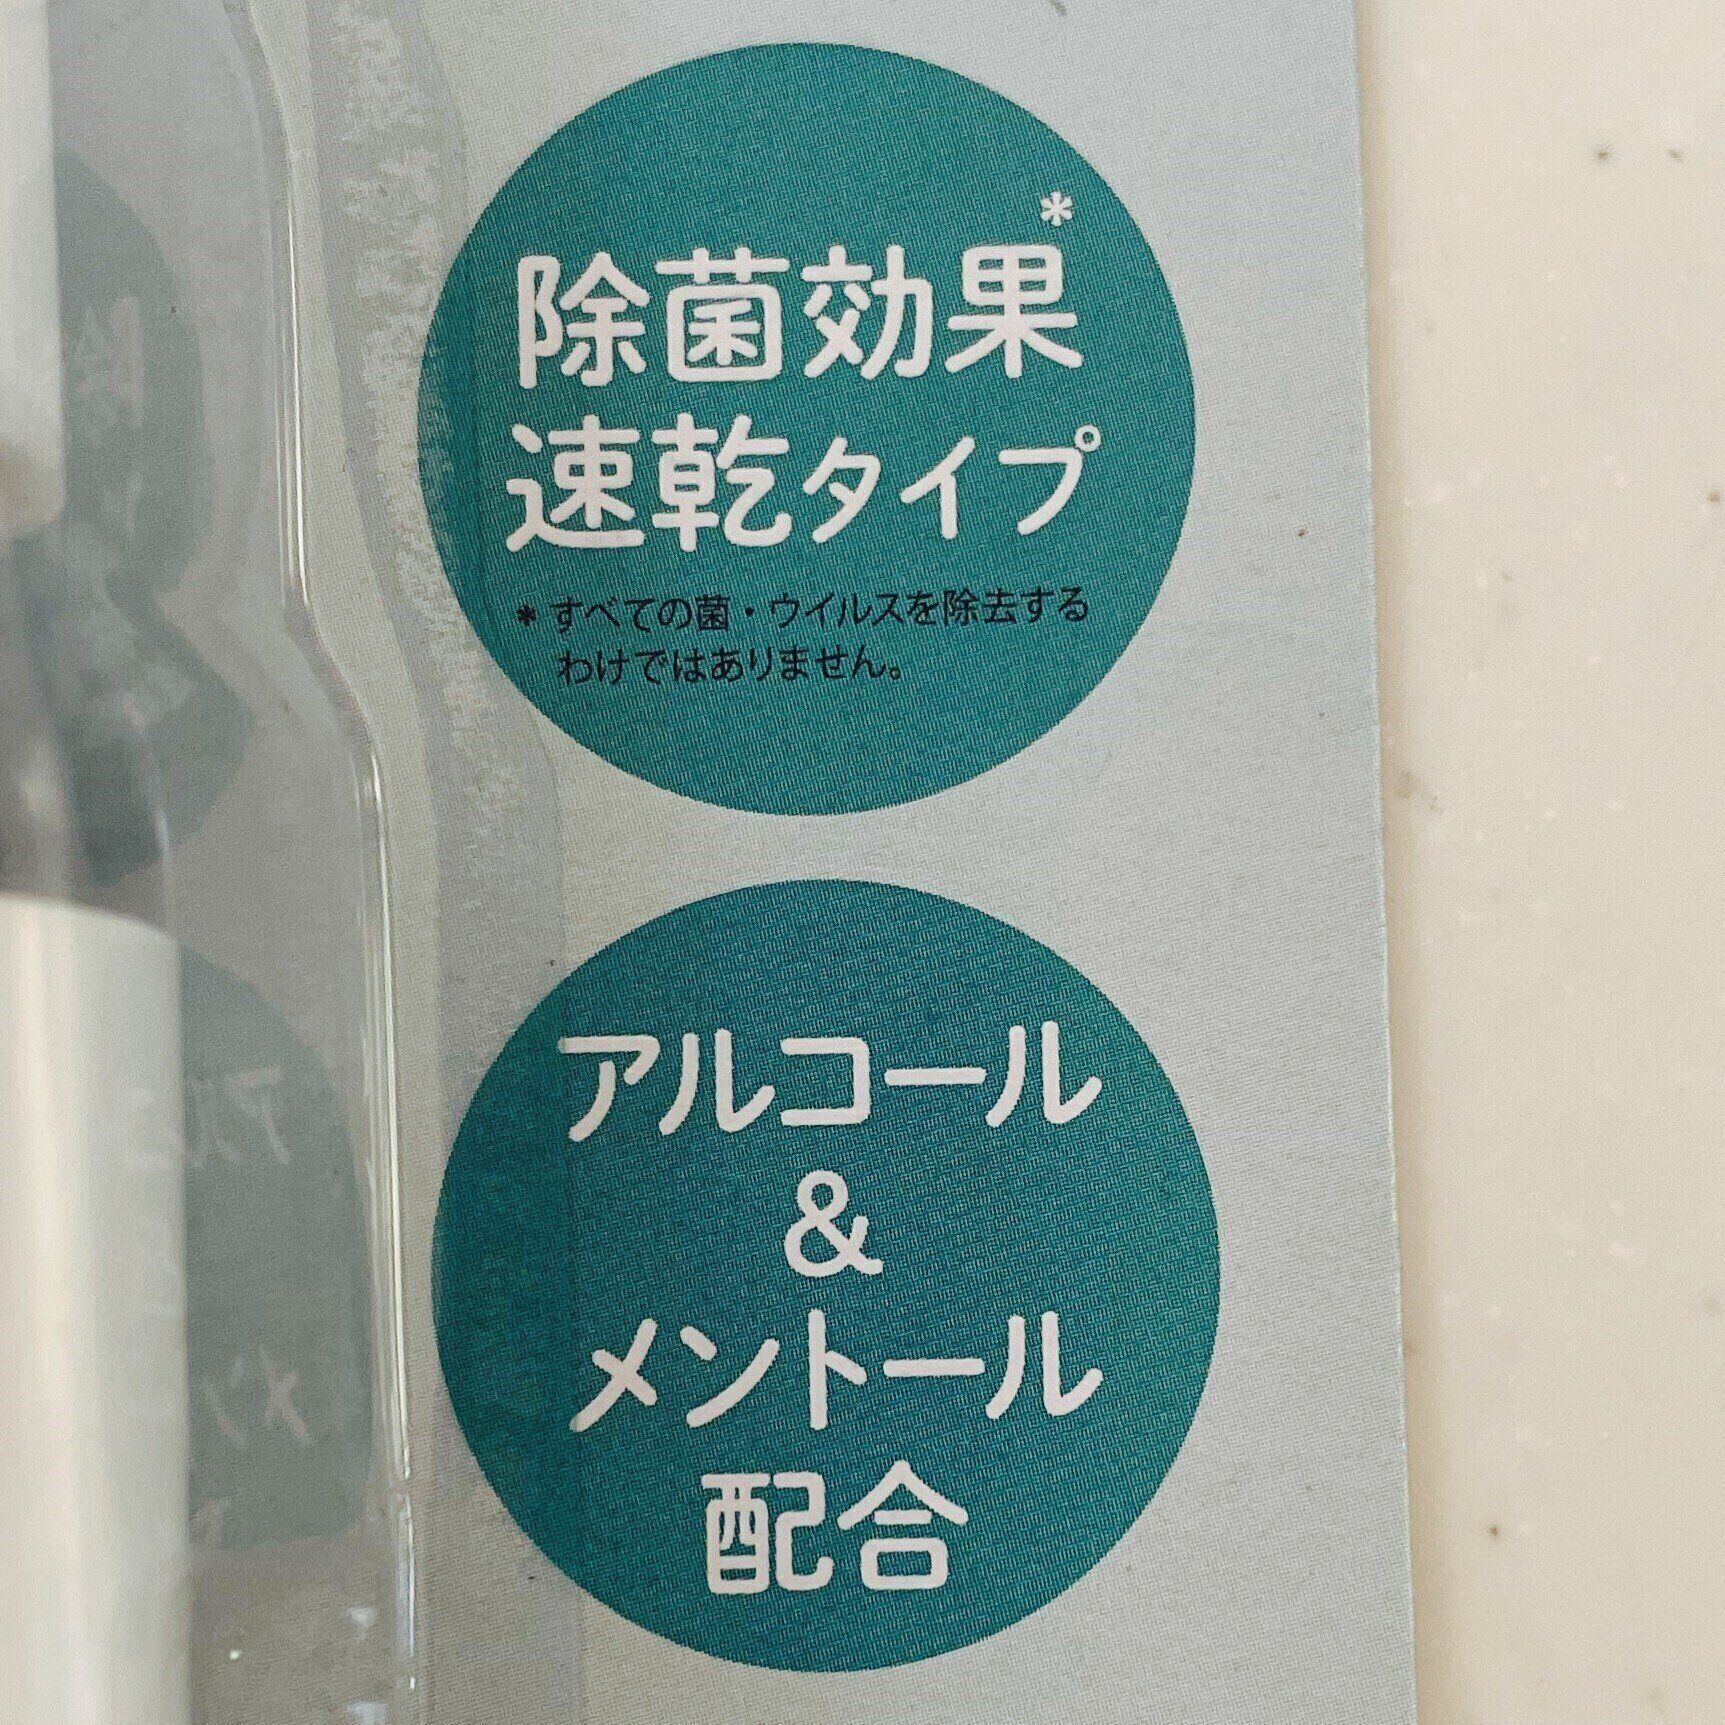 除菌効果*
速乾タイプ
* すべての菌・ウイルスを除去する
わけではありません。
アルコール
&
メントール
配合